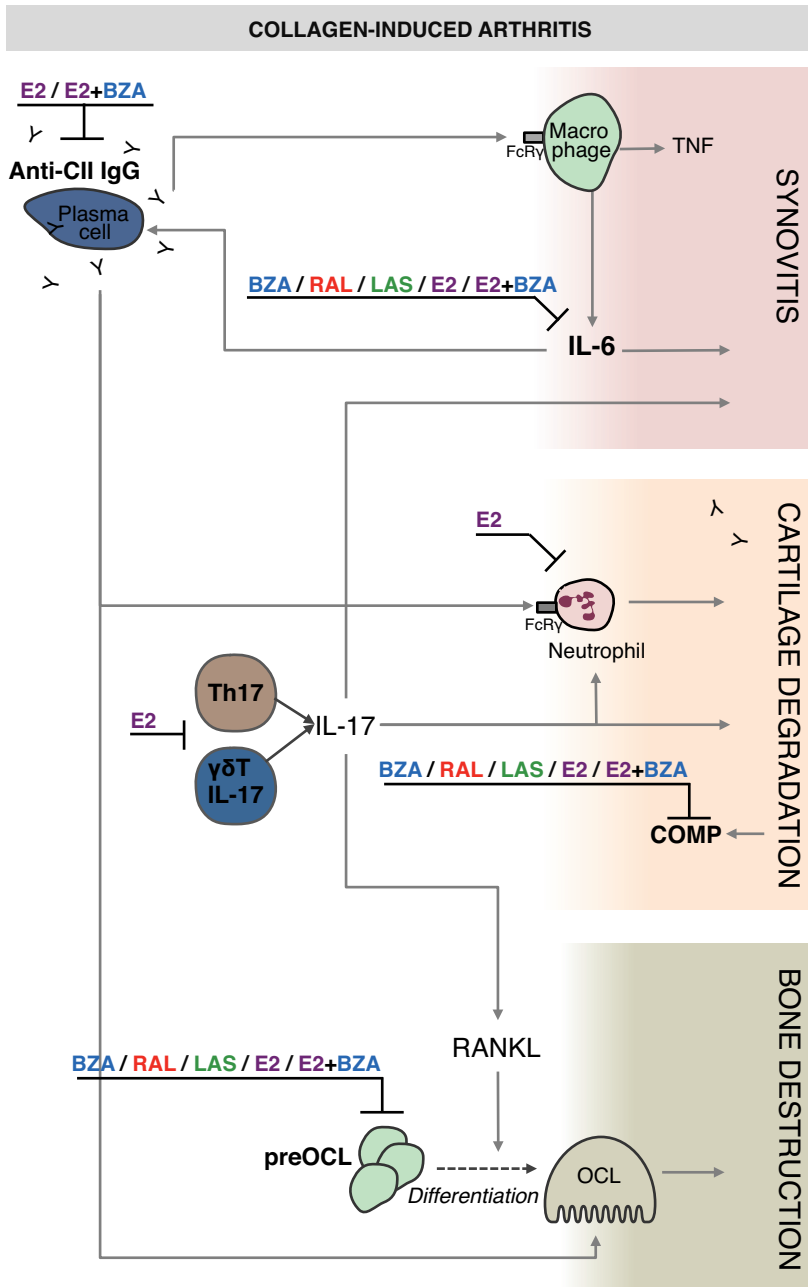 COLLAGEN-INDUCED ARTHRITIS
E2 / E2+BZA
Anti-CII IgG
Plasma
cell
Macro
phage
FcRγ
TNF
SYNOVITIS
BZA / RAL / LAS / E2 / E2+BZA
IL-6
E2
FcRγ
Neutrophil
CARTILAGE DEGRADATION
Th17
E2
IL-17
γδT
IL-17
BZA / RAL / LAS / E2 / E2+BZA
COMP
RANKL
BONE DESTRUCTION
BZA / RAL / LAS / E2 / E2+BZA
preOCL
Differentiation
OCL